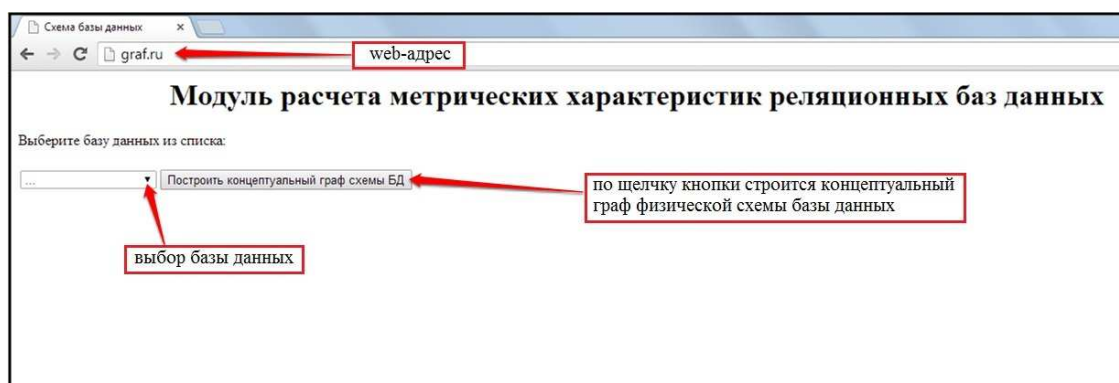 Схема базы данных
graf.ru
web-адрес
Модуль расчета метрических характеристик реляционных баз данных
Выберите базу данных из списка:
...
Построить концептуальный граф схемы БД
по щелчку кнопки строится концептуальный
граф физической схемы базы данных
выбор базы данных